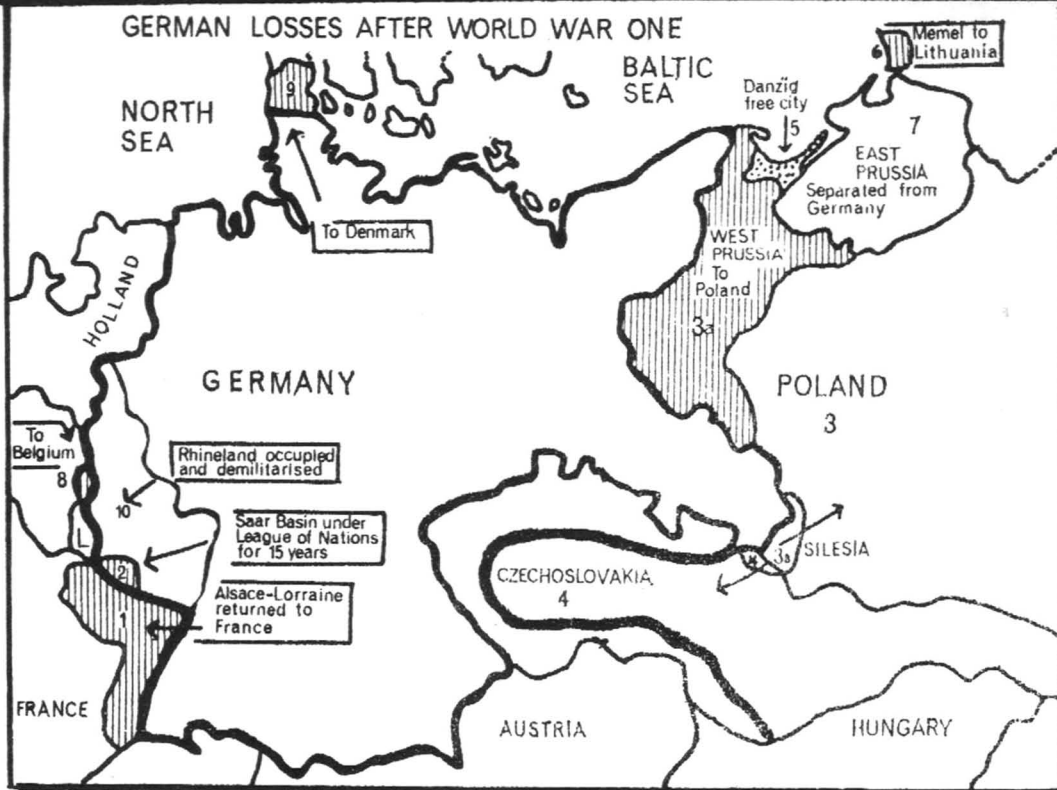 GERMAN LOSSES AFTER WORLD WAR ONE
NORTH
SEA
9
BALTIC
SEA
6
Memel to
Lithuania
Danzig
free city
5
7
EAST
PRUSSIA
Separated from
Germany
To Denmark
WEST
PRUSSIA
To
Poland
3a
HOLLAND
GERMANY
POLAND
3
To
Belgium
8
Rhineland occupied
and demilitarised
10
Saar Basin under
League of Nations
for 15 years
L
2
Alsace-Lorraine
returned to
France
1
CZECHOSLOVAKIA
4
3a
SILESIA
FRANCE
AUSTRIA
HUNGARY